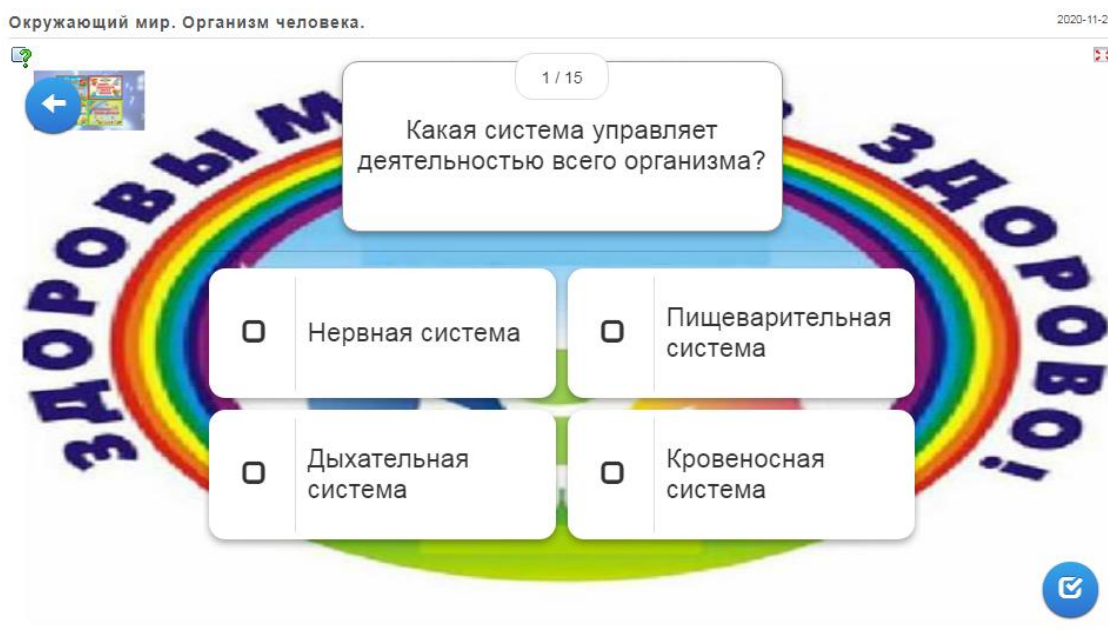 Окружающий мир. Организм человека.
2020-11-2
1 / 15
Какая система управляет
деятельностью всего организма?
ЗДОРОВЫМ
ЗДОРОВО!
Нервная система
Пищеварительная
система
Дыхательная
система
Кровеносная
система